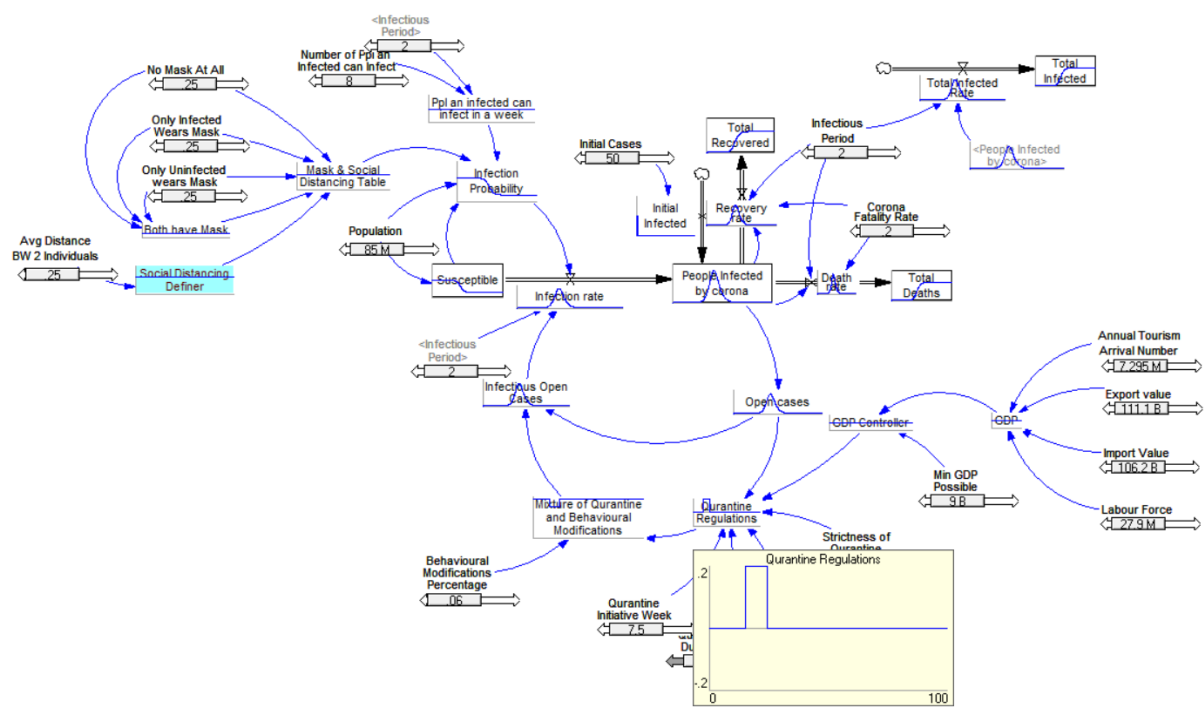 <Infectious
Period>
2
Number of Ppl an
Infected can Infect
8
No Mask At All
.25
Ppl an infected can
infect in a week
Only Infected
Wears Mask
.25
Only Uninfected
wears Mask
.25
Mask & Social
Distancing Table
Infection
Probability
Both have Mask
Avg Distance
BW 2 Individuals
.25
Social Distancing
Definer
Population
85 M
Susceptible
Initial Cases
50
Initial
Infected
Total
Recovered
Recovery
rate
Infectious
Period
2
Total Infected
Rate
Total
Infected
<People Infected
by corona>
Corona
Fatality Rate
.2
People Infected
by corona
Death
rate
Total
Deaths
Infection rate
<Infectious
Period>
2
Infectious Open
Cases
Open cases
GDP Controller
GDP
Annual Tourism
Arrival Number
7.295 M
Export value
111.1 B
Import Value
106.2 B
Labour Force
27.9 M
Min GDP
Possible
9 B
Mixture of Qurantine
and Behavioural
Modifications
Qurantine
Regulations
Strictness of
Behavioural
Modifications
Percentage
.06
Qurantine
Initiative Week
7.5
Du
Qurantine Regulations
.2
-.2
0
100